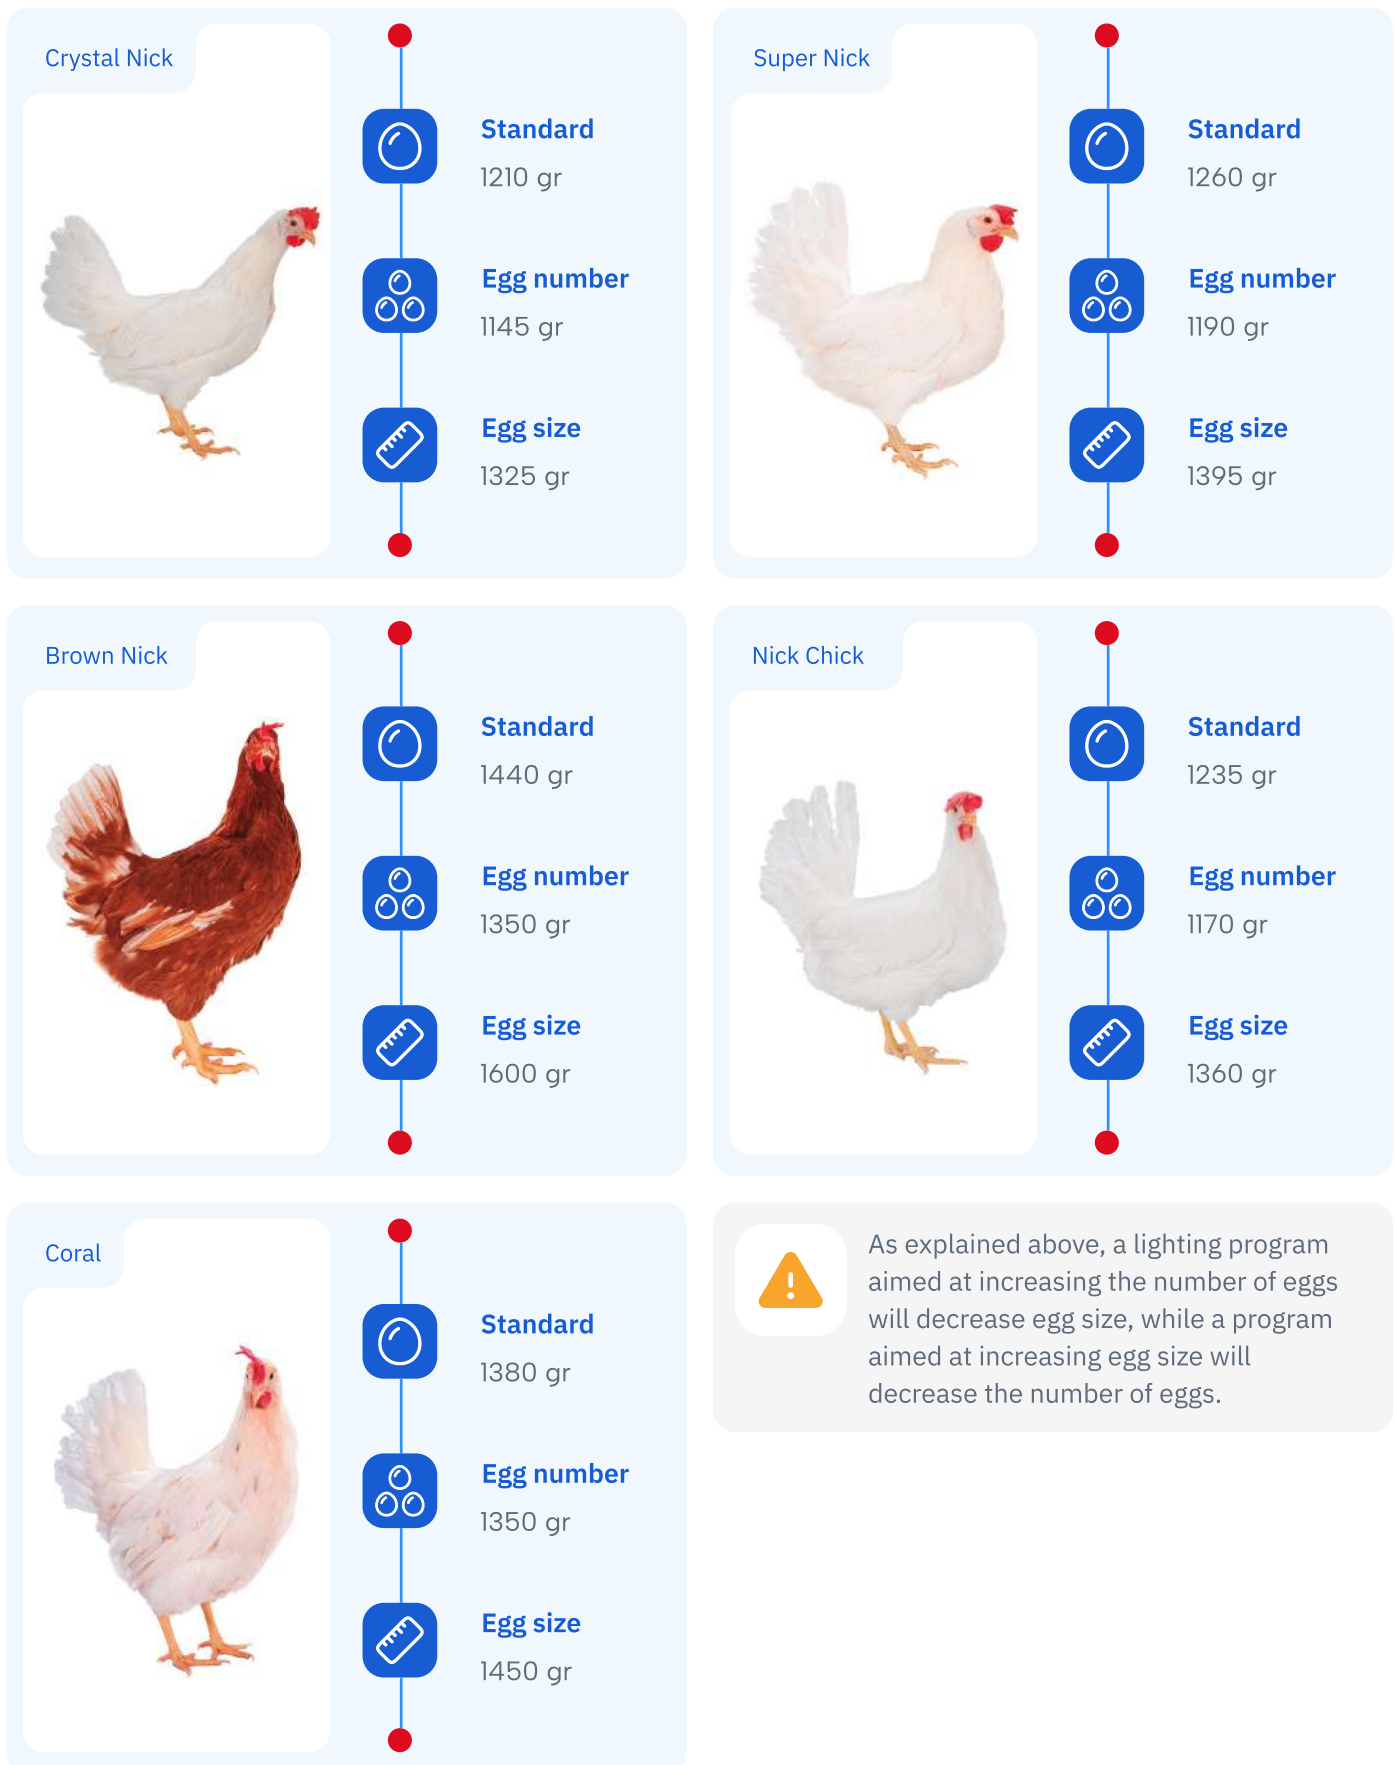 Crystal Nick
Standard
1210 gr
Egg number
1145 gr
Egg size
1325 gr
Super Nick
Standard
1260 gr
Egg number
1190 gr
Egg size
1395 gr
Brown Nick
Standard
1440 gr
Egg number
1350 gr
Egg size
1600 gr
Nick Chick
Standard
1235 gr
Egg number
1170 gr
Egg size
1360 gr
Coral
Standard
1380 gr
Egg number
1350 gr
Egg size
1450 gr
As explained above, a lighting program
aimed at increasing the number of eggs
will decrease egg size, while a program
aimed at increasing egg size will
decrease the number of eggs.